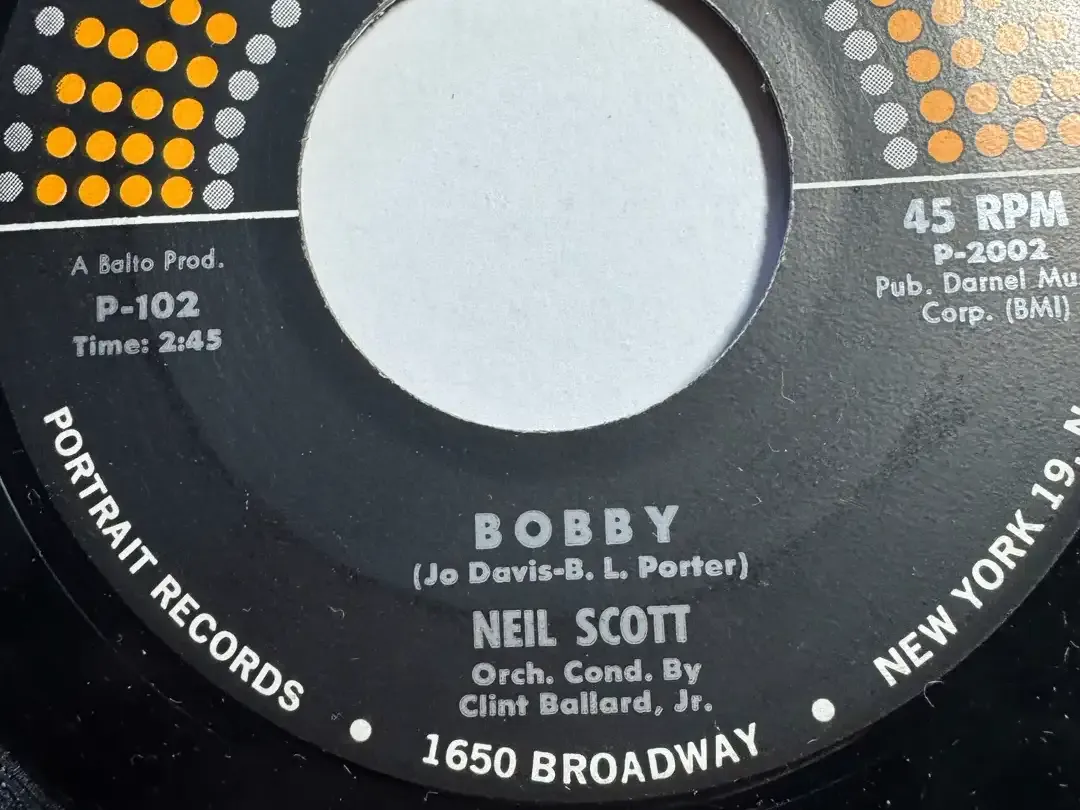 A Balto Prod.
P-102
Time: 2:45
45 RPM
P-2002
Pub. Darnel Mu
Corp. (BMI)
BOBBY
(Jo Davis-B. L. Porter)
NEIL SCOTT
Orch. Cond. By
Clint Ballard, Jr.
PORTRAIT RECORDS • 1650 BROADWAY • NEW YORK 19, N